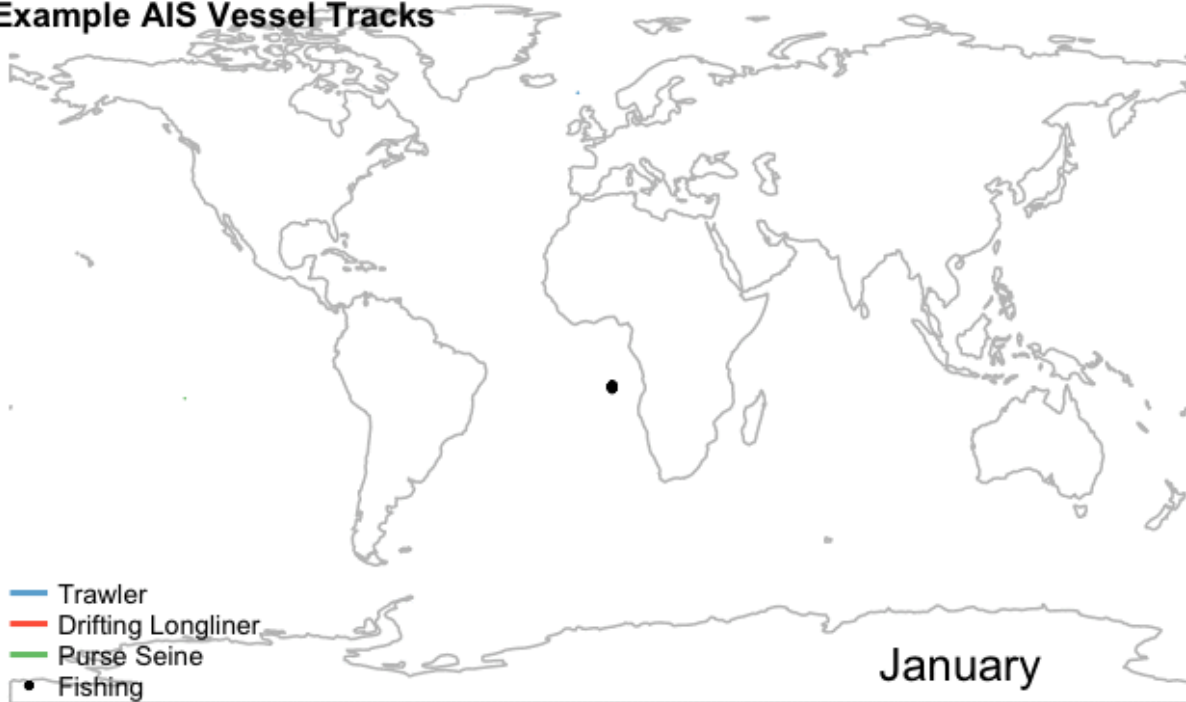 Example AIS Vessel Tracks
Trawler
Drifting Longliner
Purse Seine
Fishing
January